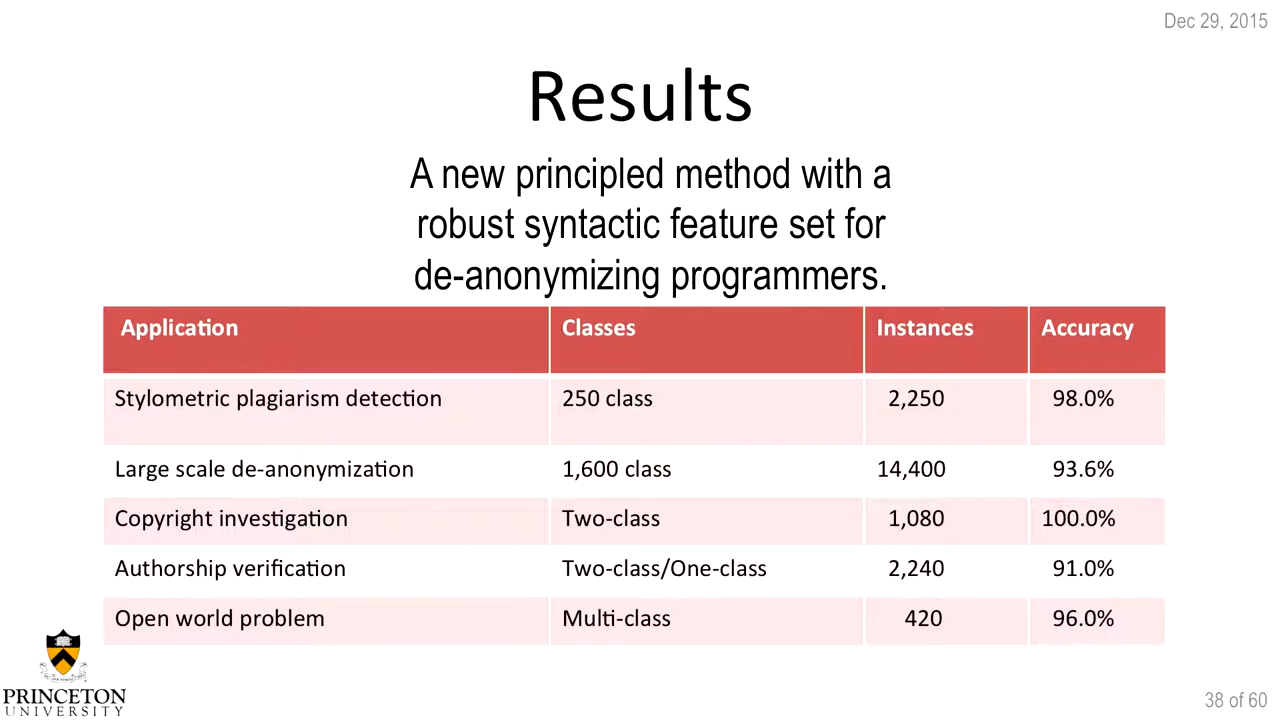 Dec 29, 2015
Results
A new principled method with a
robust syntactic feature set for
de-anonymizing programmers.
Application Classes Instances Accuracy
Stylometric plagiarism detection 250 class 2,250 98.0%
Large scale de-anonymization 1,600 class 14,400 93.6%
Copyright investigation Two-class 1,080 100.0%
Authorship verification Two-class/One-class 2,240 91.0%
Open world problem Multi-class 420 96.0%
PRINCETON
UNIVERSITY
38 of 60